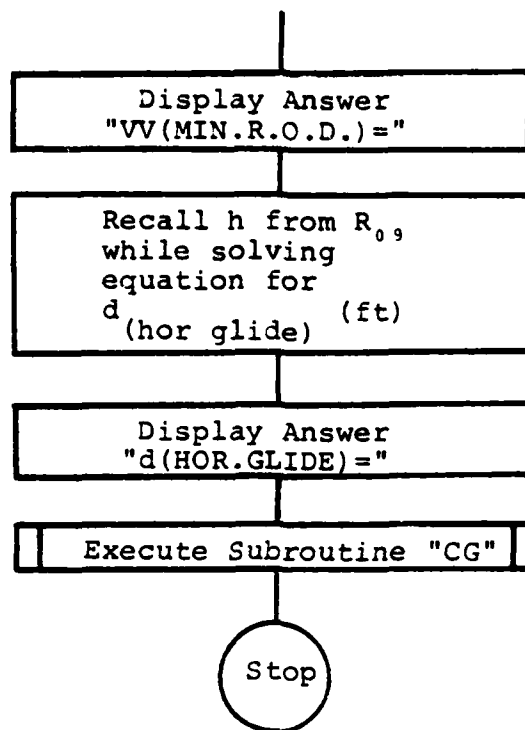 Display Answer
"VV(MIN.R.O.D.)="
Recall h from R₀₉
while solving
equation for
d(hor glide) (ft)
Display Answer
"d(HOR.GLIDE)="
Execute Subroutine "CG"
Stop